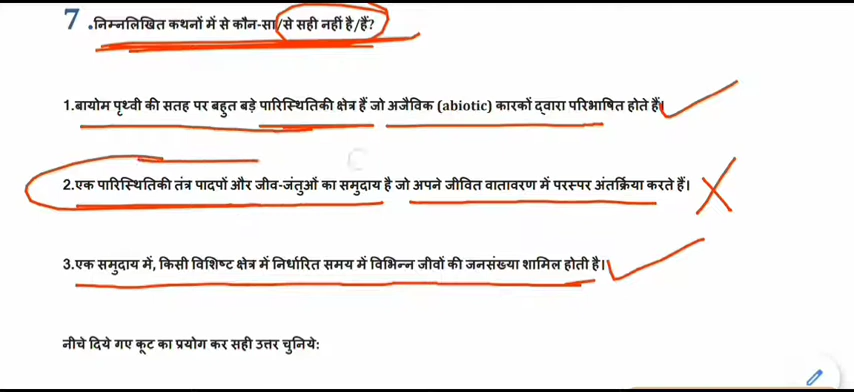 7 .निम्नलिखित कथनों में से कौन-सा/से सही नहीं है/हैं?
1.बायोम पृथ्वी की सतह पर बहुत बड़े पारिस्थितिकी क्षेत्र हैं जो अजैविक (abiotic) कारकों द्वारा परिभाषित होते हैं।
2.एक पारिस्थितिकी तंत्र पादपों और जीव-जंतुओं का समुदाय है जो अपने जीवित वातावरण में परस्पर अंतर्क्रिया करते हैं।
3.एक समुदाय में, किसी विशिष्ट क्षेत्र में निर्धारित समय में विभिन्न जीवों की जनसंख्या शामिल होती है।
नीचे दिये गए कूट का प्रयोग कर सही उत्तर चुनिये: